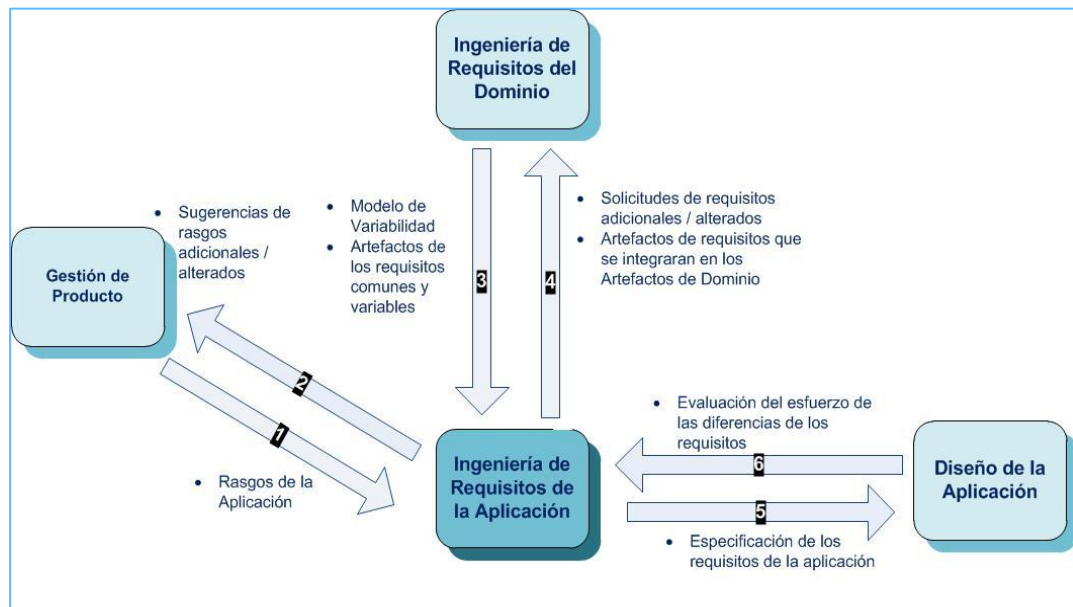 Ingeniería de
Requisitos del
Dominio
• Sugerencias de
rasgos
adicionales /
alterados
• Modelo de
Variabilidad
• Artefactos de
los requisitos
comunes y
variables
• Solicitudes de requisitos
adicionales / alterados
• Artefactos de requisitos que
se integraran en los
Artefactos de Dominio
Gestión de
Producto
3
4
2
1
• Rasgos de la
Aplicación
Ingeniería de
Requisitos de
la Aplicación
• Evaluación del esfuerzo de
las diferencias de los
requisitos
6
5
• Especificación de los
requisitos de la aplicación
Diseño de la
Aplicación